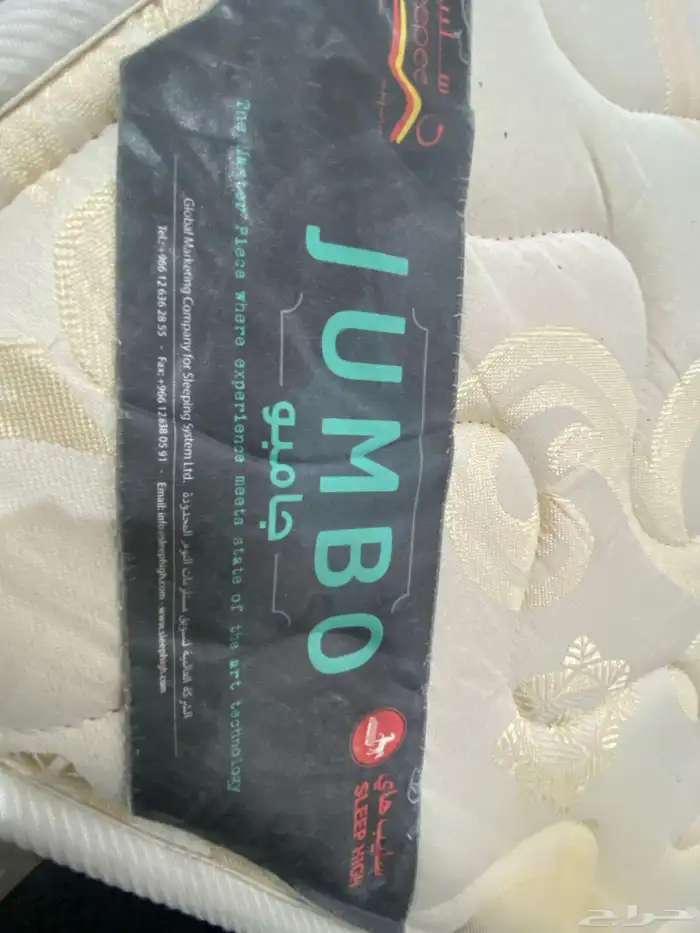 JUMBO
جامبو
The Master Piece where experience meets state of the art technology
Global Marketing Company for Sleeping System Ltd. الشركة العالمية لتسويق مستلزمات النوم المحدودة
Tel.: +966 12 636 28 55 · Fax: +966 12 638 05 91 · Email: info@sleephigh.com - www.sleephigh.com
سليب هاي
SLEEP HIGH
حراج